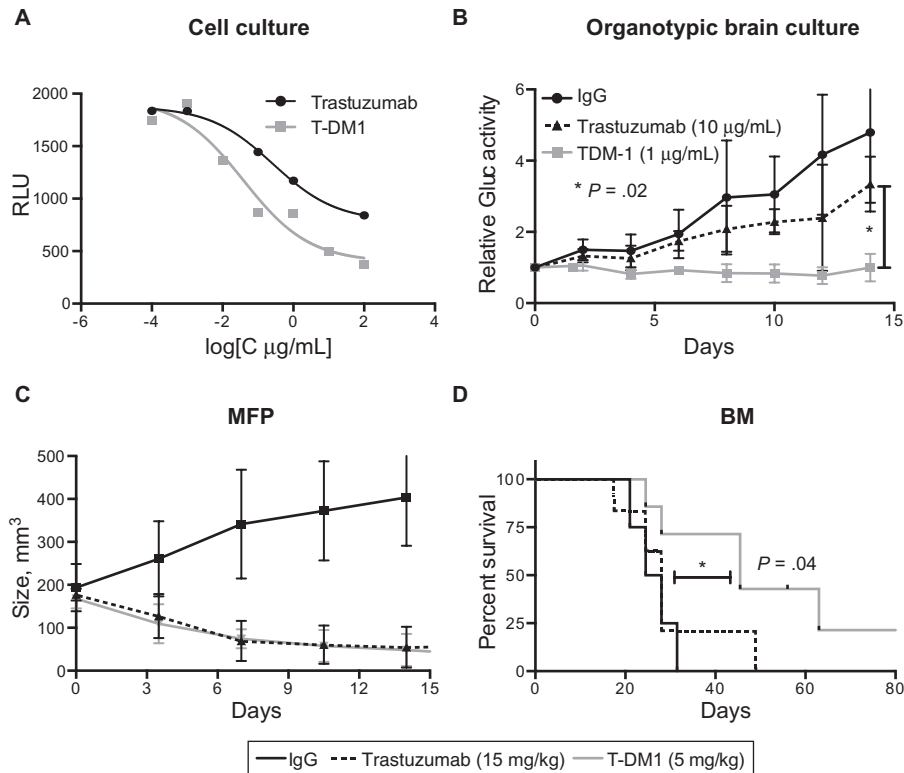 A
Cell culture
2000
1500
1000
500
0
RLU
-6
-4
-2
0
2
4
log[C µg/mL]
Trastuzumab
T-DM1
B
Organotypic brain culture
6
4
2
0
Relative Gluc activity
IgG
Trastuzumab (10 µg/mL)
TDM-1 (1 µg/mL)
* P = .02
*
0
5
10
15
Days
C
MFP
500
400
300
200
100
0
Size, mm³
0
3
6
9
12
15
Days
D
BM
100
75
50
25
0
Percent survival
*
P = .04
0
20
40
60
80
Days
IgG Trastuzumab (15 mg/kg) T-DM1 (5 mg/kg)